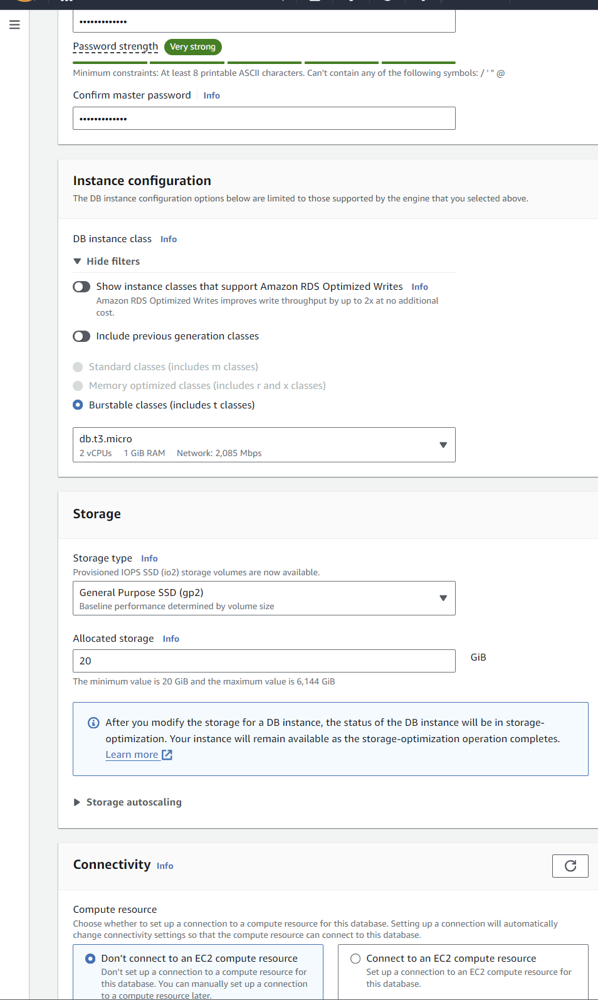 •••••••••••••
Password strength Very strong
Minimum constraints: At least 8 printable ASCII characters. Can't contain any of the following symbols: / ' " @
Confirm master password Info
•••••••••••••
Instance configuration
The DB instance configuration options below are limited to those supported by the engine that you selected above.
DB instance class Info
Hide filters
Show instance classes that support Amazon RDS Optimized Writes Info
Amazon RDS Optimized Writes improves write throughput by up to 2x at no additional
cost.
Include previous generation classes
Standard classes (includes m classes)
Memory optimized classes (includes r and x classes)
Burstable classes (includes t classes)
db.t3.micro
2 vCPUs 1 GiB RAM Network: 2,085 Mbps
Storage
Storage type Info
Provisioned IOPS SSD (io2) storage volumes are now available.
General Purpose SSD (gp2)
Baseline performance determined by volume size
Allocated storage Info
20 GiB
The minimum value is 20 GiB and the maximum value is 6,144 GiB
After you modify the storage for a DB instance, the status of the DB instance will be in storage-
optimization. Your instance will remain available as the storage-optimization operation completes.
Learn more
Storage autoscaling
Connectivity Info
Compute resource
Choose whether to set up a connection to a compute resource for this database. Setting up a connection will automatically
change connectivity settings so that the compute resource can connect to this database.
Don’t connect to an EC2 compute resource
Don’t set up a connection to a compute resource for
this database. You can manually set up a connection
to a compute resource later.
Connect to an EC2 compute resource
Set up a connection to an EC2 compute resource for
this database.